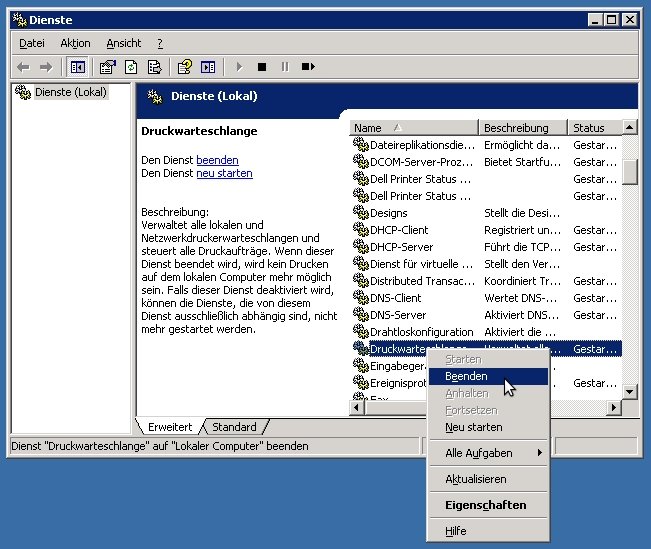 Dienste
Datei Aktion Ansicht ?
Dienste (Lokal)
Dienste (Lokal)
Druckwarteschlange
Den Dienst beenden
Den Dienst neu starten
Beschreibung:
Verwaltet alle lokalen und
Netzwerkdruckerwarteschlangen und
steuert alle Druckaufträge. Wenn dieser
Dienst beendet wird, wird kein Drucken
auf dem lokalen Computer mehr möglich
sein. Falls dieser Dienst deaktiviert wird,
können die Dienste, die von diesem
Dienst ausschließlich abhängig sind, nicht
mehr gestartet werden.
Name Beschreibung Status
Dateireplikationsdie... Ermöglicht da... Gestar...
DCOM-Server-Proz... Bietet Startfu... Gestar...
Dell Printer Status ... Gestar...
Dell Printer Status ... Gestar...
Designs Stellt die Desi... Gestar...
DHCP-Client Registriert un... Gestar...
DHCP-Server Führt die TCP... Gestar...
Dienst für virtuelle ... Stellt den Ver...
Distributed Transac... Koordiniert Tr... Gestar...
DNS-Client Wertet DNS-... Gestar...
DNS-Server Aktiviert DNS... Gestar...
Drahtloskonfiguration Aktiviert die ...
Druckwarteschlange Verwaltet alle... Gestar...
Eingabegerä
Ereignisprot Gestar...
Fax
Starten
Beenden
Anhalten
Fortsetzen
Neu starten
Alle Aufgaben
Aktualisieren
Eigenschaften
Hilfe
Erweitert Standard
Dienst "Druckwarteschlange" auf "Lokaler Computer" beenden